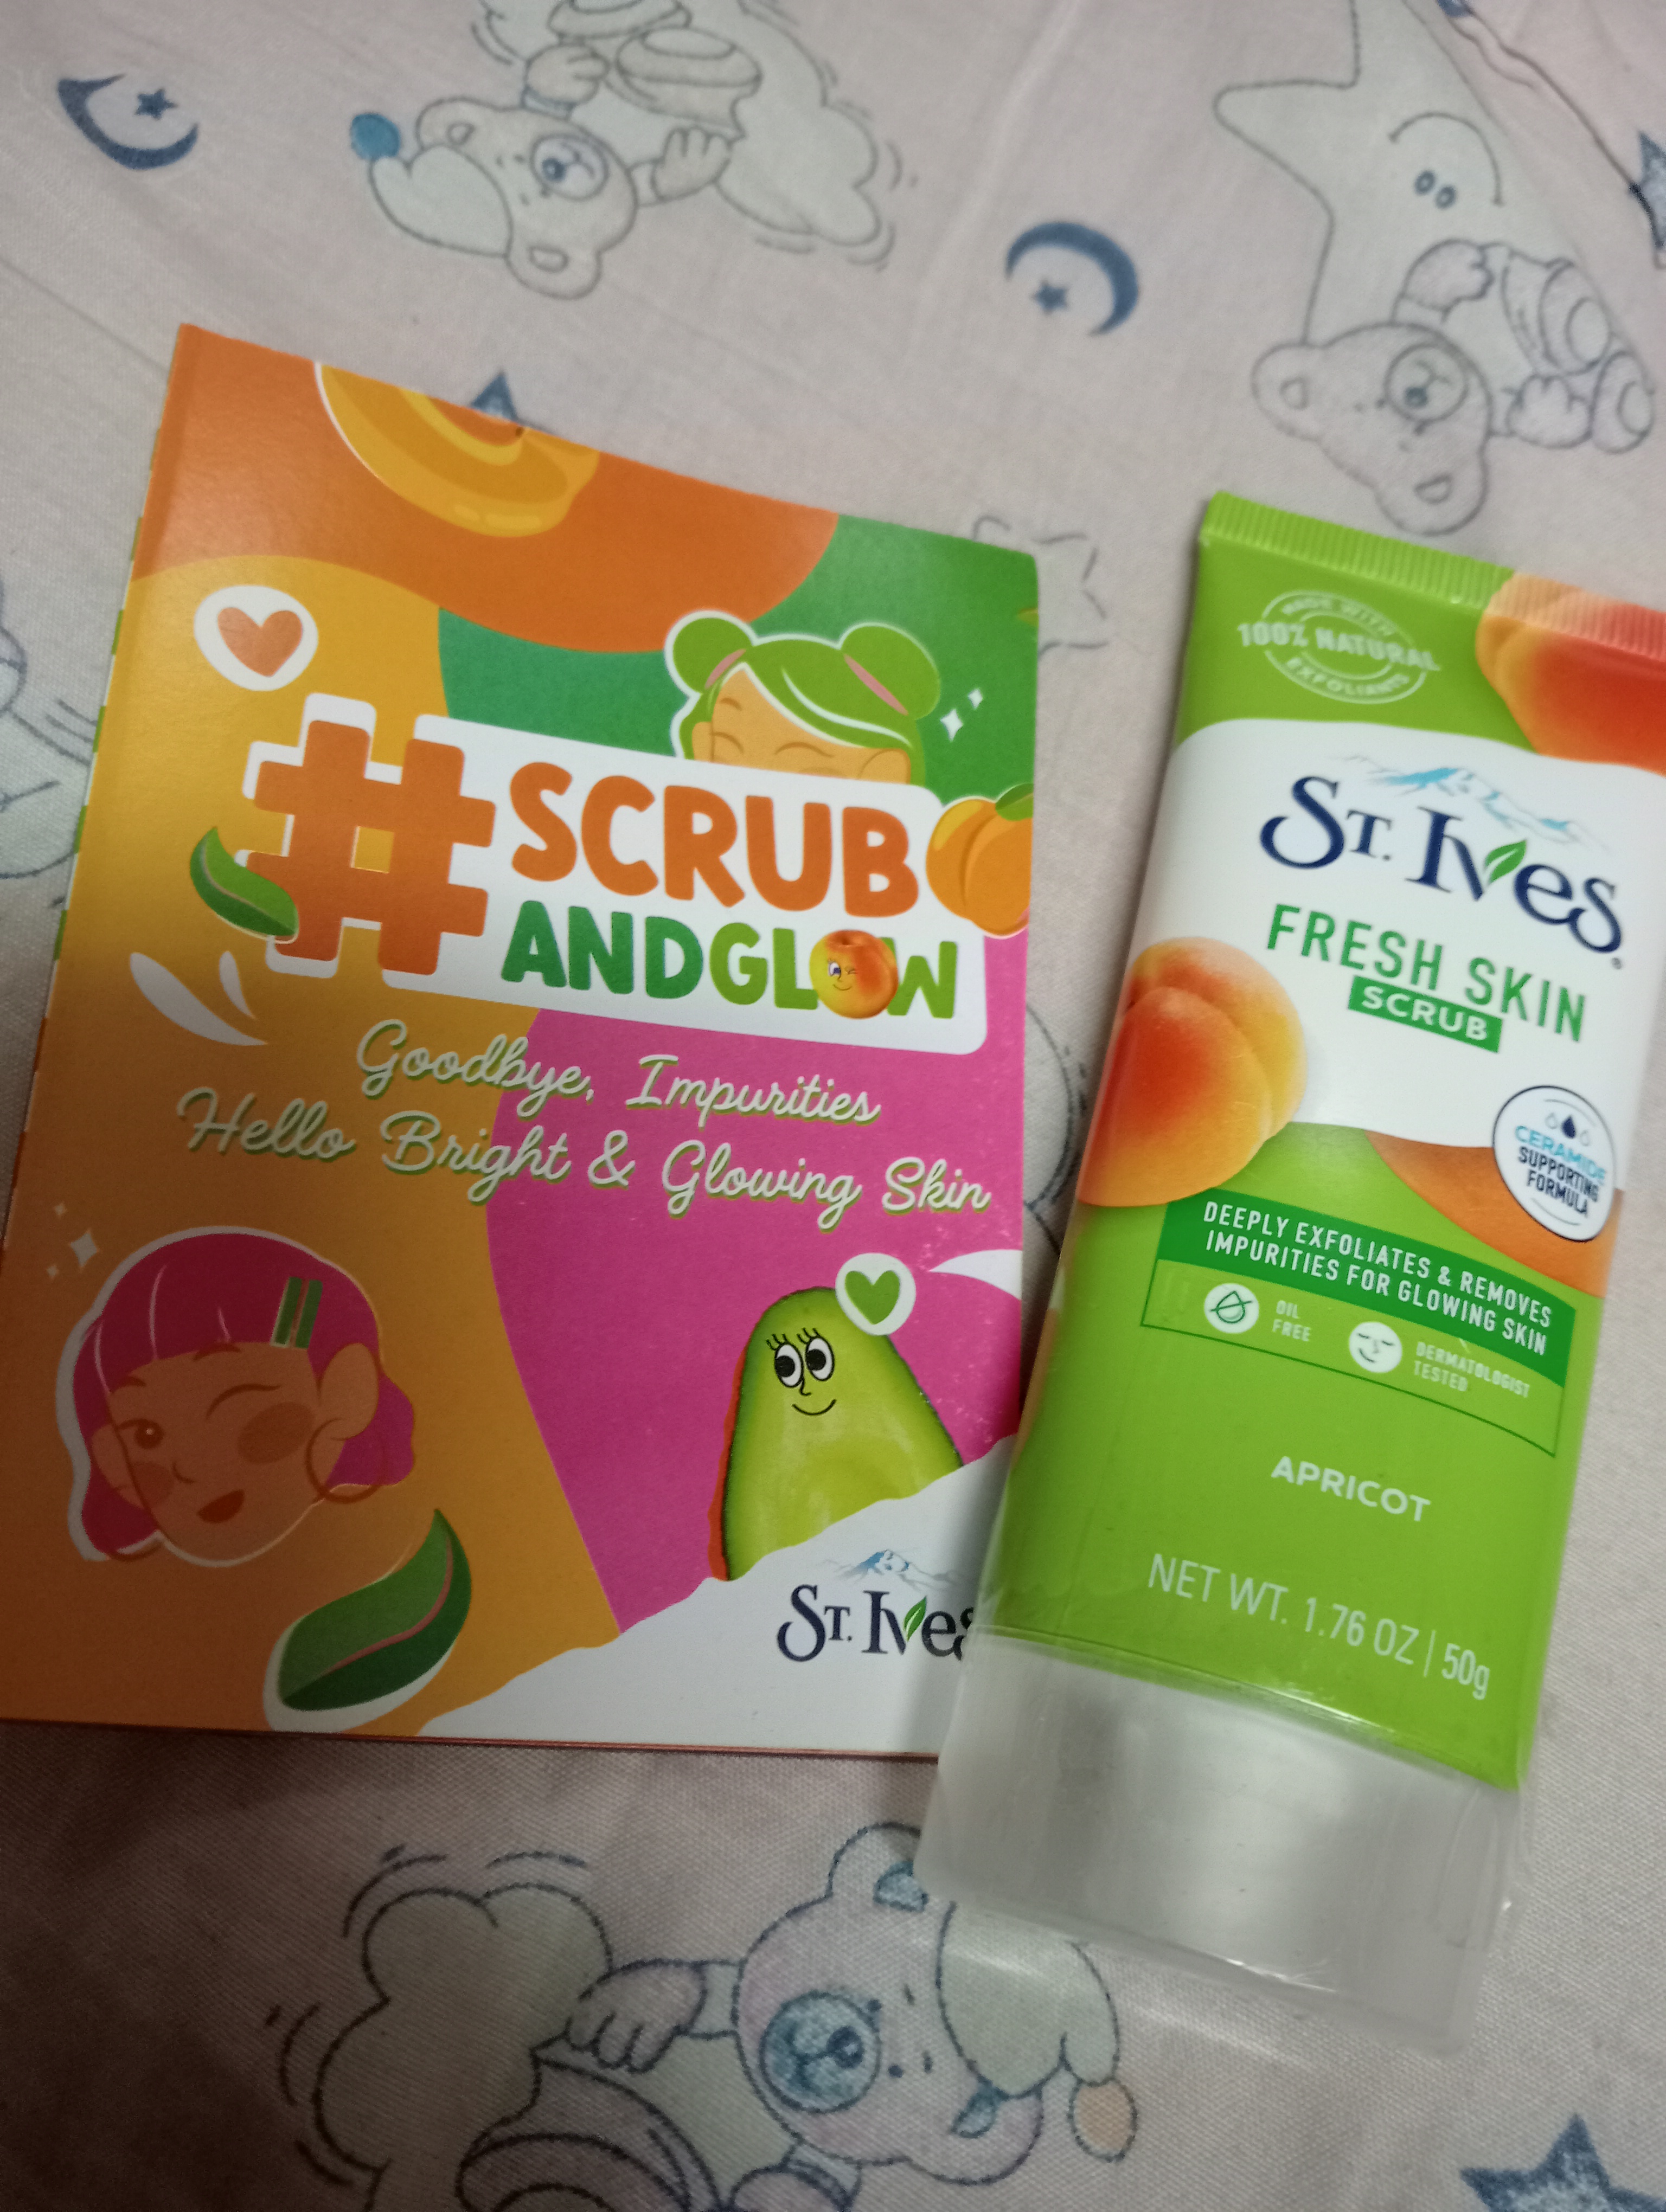 #SCRUB
ANDGLOW
Goodbye, Impurities
Hello Bright & Glowing Skin
ST. Ives
MADE WITH
100% NATURAL
EXFOLIANTS
ST. Ives
FRESH SKIN
SCRUB
CERAMIDE
SUPPORTING
FORMULA
DEEPLY EXFOLIATES & REMOVES
IMPURITIES FOR GLOWING SKIN
OIL
FREE
DERMATOLOGIST
TESTED
APRICOT
NET WT. 1.76 OZ | 50g